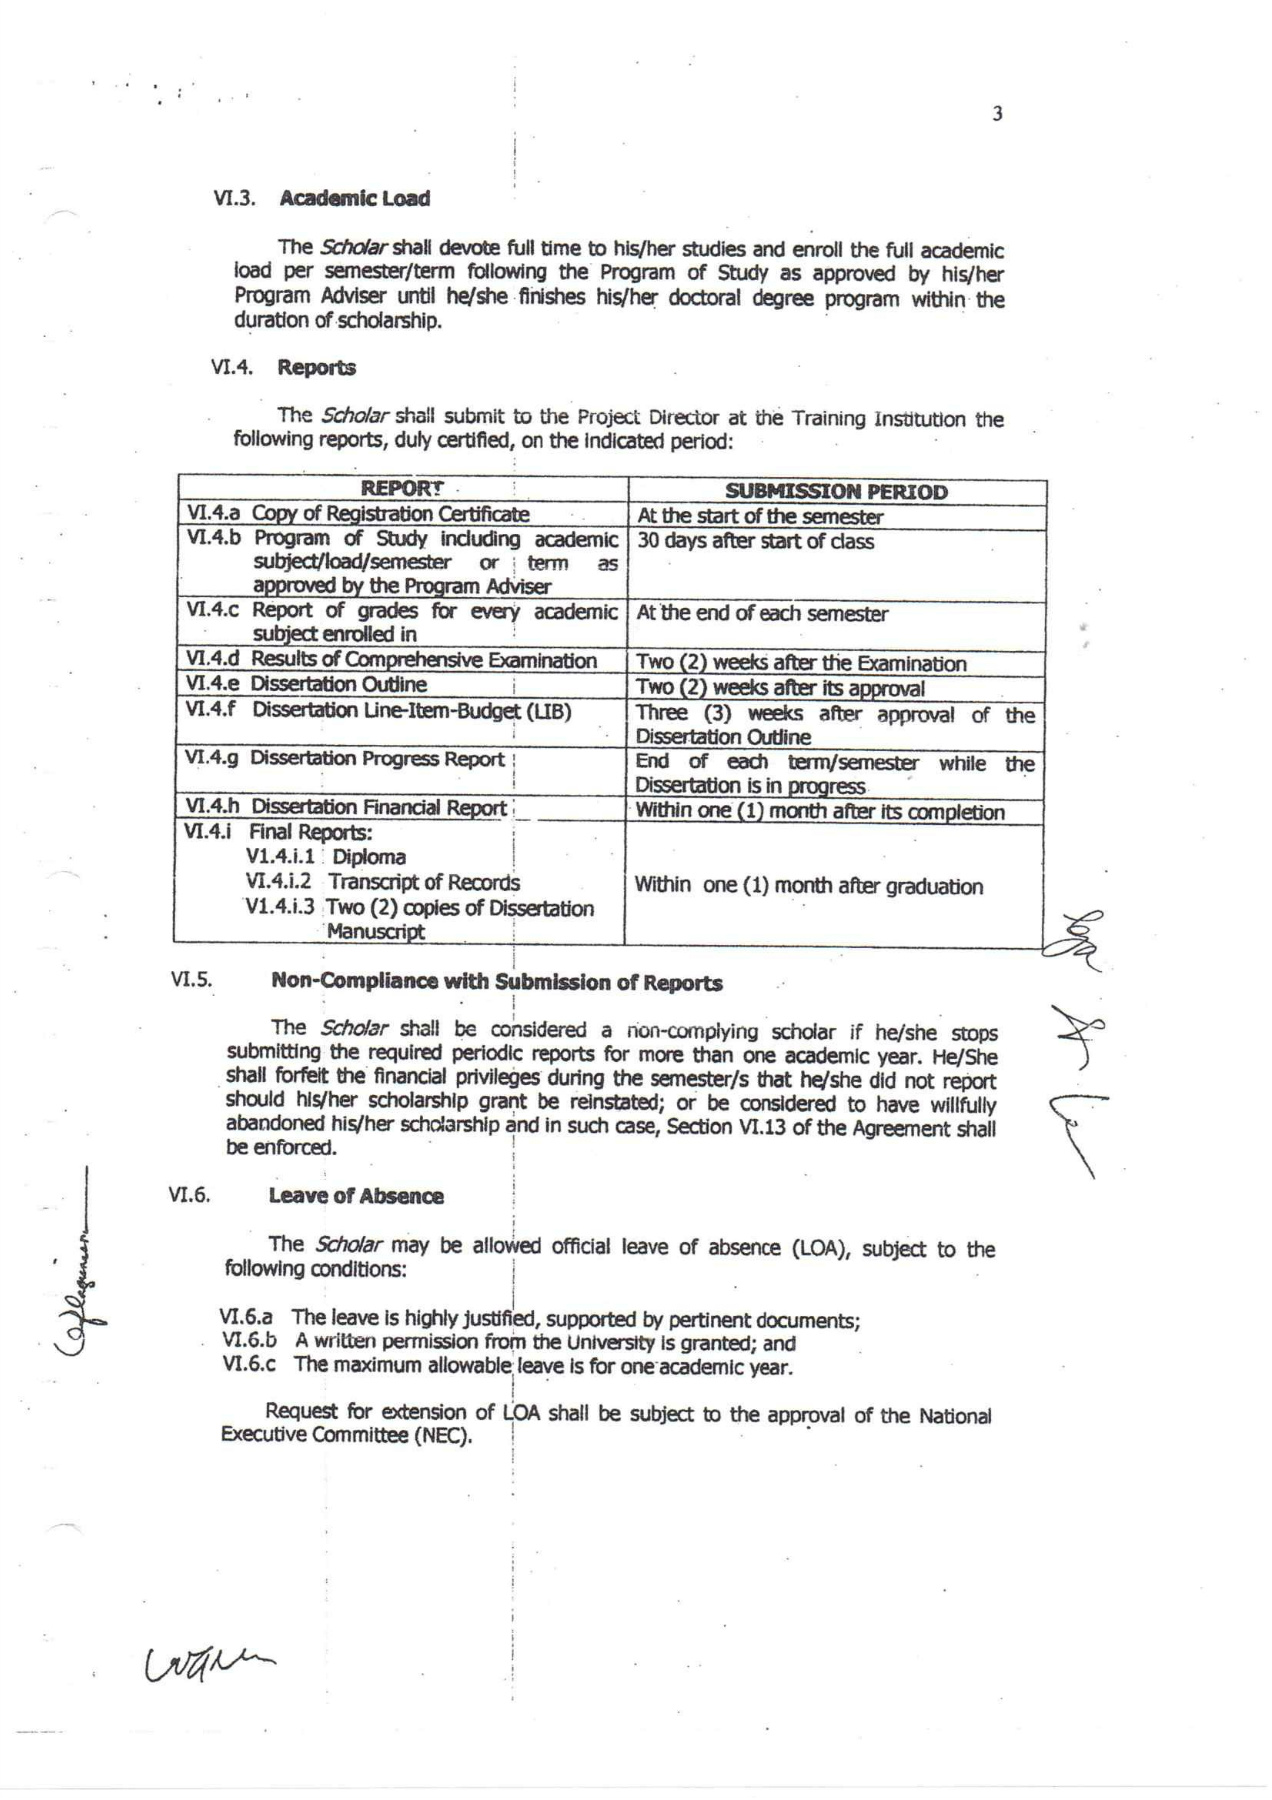 3
VI.3. Academic Load
The Scholar shall devote full time to his/her studies and enroll the full academic
load per semester/term following the Program of Study as approved by his/her
Program Adviser until he/she finishes his/her doctoral degree program within the
duration of scholarship.
VI.4. Reports
The Scholar shall submit to the Project Director at the Training Institution the
following reports, duly certified, on the indicated period:
REPORT SUBMISSION PERIOD
VI.4.a Copy of Registration Certificate At the start of the semester
VI.4.b Program of Study including academic 30 days after start of class
subject/load/semester or term as
approved by the Program Adviser
VI.4.c Report of grades for every academic At the end of each semester
subject enrolled in
VI.4.d Results of Comprehensive Examination Two (2) weeks after the Examination
VI.4.e Dissertation Outline Two (2) weeks after its approval
VI.4.f Dissertation Line-Item-Budget (LIB) Three (3) weeks after approval of the
Dissertation Outline
VI.4.g Dissertation Progress Report End of each term/semester while the
Dissertation is in progress
VI.4.h Dissertation Financial Report Within one (1) month after its completion
VI.4.i Final Reports:
V1.4.i.1 Diploma
VI.4.i.2 Transcript of Records Within one (1) month after graduation
V1.4.i.3 Two (2) copies of Dissertation
Manuscript
VI.5. Non-Compliance with Submission of Reports
The Scholar shall be considered a non-complying scholar if he/she stops
submitting the required periodic reports for more than one academic year. He/She
shall forfeit the financial privileges during the semester/s that he/she did not report
should his/her scholarship grant be reinstated; or be considered to have willfully
abandoned his/her scholarship and in such case, Section VI.13 of the Agreement shall
be enforced.
VI.6. Leave of Absence
The Scholar may be allowed official leave of absence (LOA), subject to the
following conditions:
VI.6.a The leave is highly justified, supported by pertinent documents;
VI.6.b A written permission from the University is granted; and
VI.6.c The maximum allowable leave is for one academic year.
Request for extension of LOA shall be subject to the approval of the National
Executive Committee (NEC).